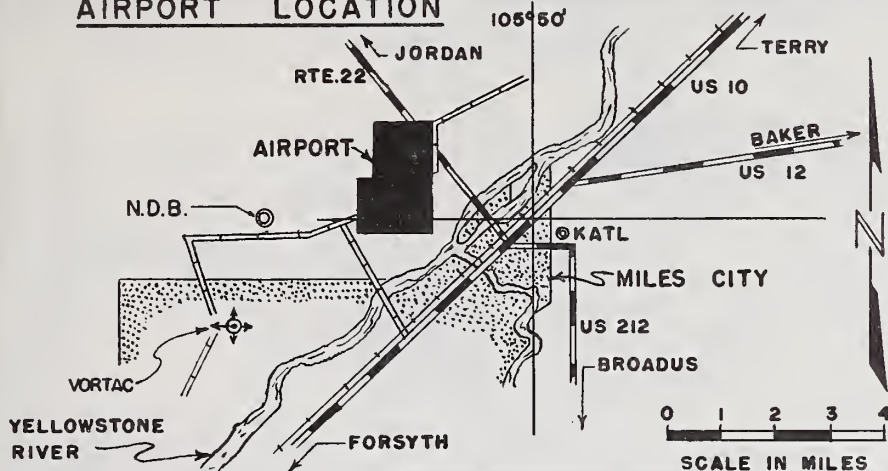 AIRPORT LOCATION
105°50'
JORDAN
TERRY
RTE.22
US 10
AIRPORT
BAKER
US 12
N.D.B.
N
KATL
MILES CITY
US 212
VORTAC
BROADUS
YELLOWSTONE
RIVER
FORSYTH
0 1 2 3 4
SCALE IN MILES